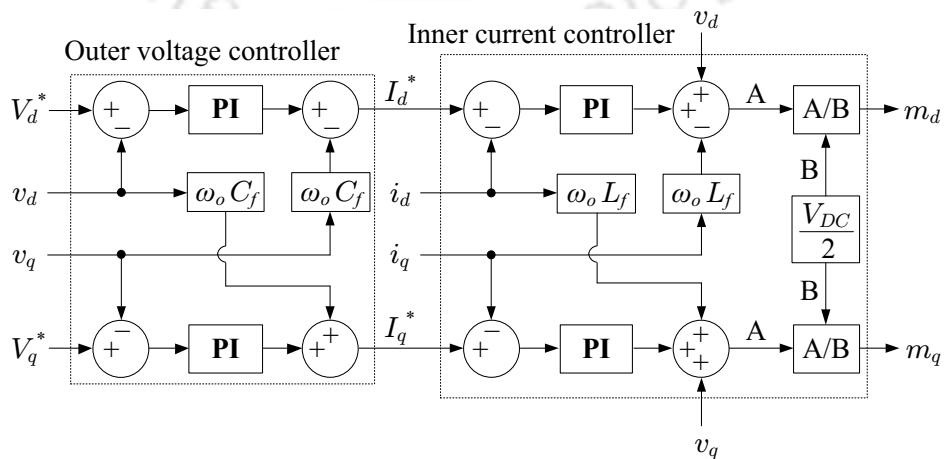 v_d
Outer voltage controller
Inner current controller
V_d^* + − PI + − I_d^* + − PI + + − A A/B m_d
B
v_d ω_o C_f ω_o C_f i_d ω_o L_f ω_o L_f
V_DC/2
v_q i_q
B
V_q^* + − PI + + I_q^* + − PI + + + A A/B m_q
v_q